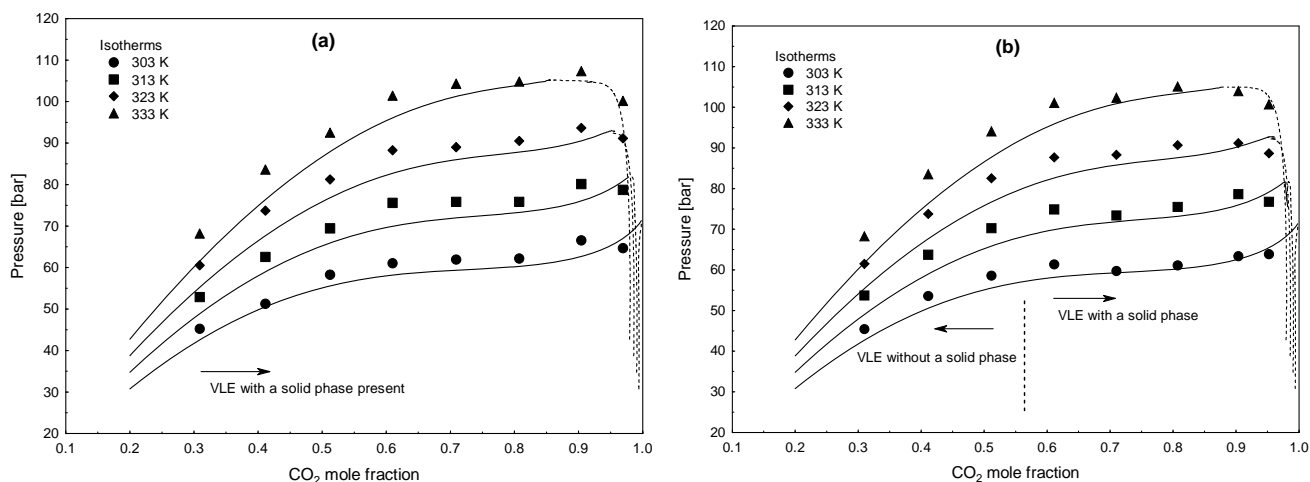 (a)
Isotherms
303 K
313 K
323 K
333 K
Pressure [bar]
120
110
100
90
80
70
60
50
40
30
20
VLE with a solid phase present
0.1 0.2 0.3 0.4 0.5 0.6 0.7 0.8 0.9 1.0
CO2 mole fraction
(b)
Isotherms
303 K
313 K
323 K
333 K
Pressure [bar]
120
110
100
90
80
70
60
50
40
30
20
VLE with a solid phase
VLE without a solid phase
0.1 0.2 0.3 0.4 0.5 0.6 0.7 0.8 0.9 1.0
CO2 mole fraction